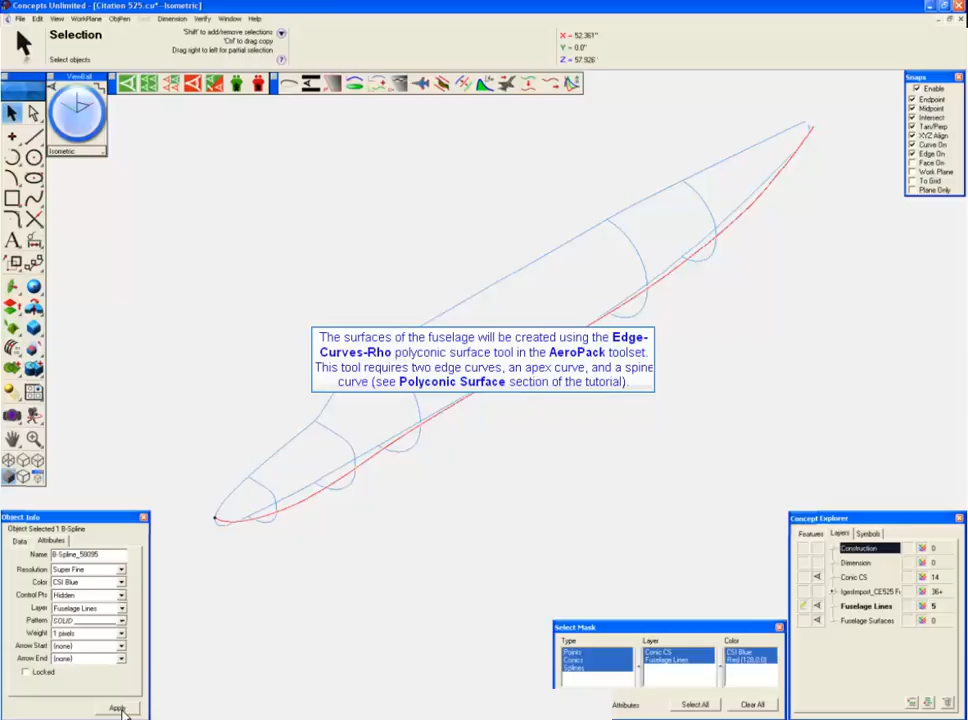 Concepts Unlimited - [Citation 525.cu*--Isometric]
File Edit View WorkPlane ObjPen Dimension Verify Window Help
Selection
'Shift' to add/remove selections
'Ctrl' to drag copy
Drag right to left for partial selection
Select objects
X = 52.361"
Y = 0.0"
Z = 57.926"
ViewBall
Isometric
Snaps
Enable
Endpoint
Midpoint
Intersect
Tan/Perp
XYZ Align
Curve On
Edge On
Face On
Work Plane
To Grid
Plane Only
The surfaces of the fuselage will be created using the Edge-
Curves-Rho polyconic surface tool in the AeroPack toolset.
This tool requires two edge curves, an apex curve, and a spine
curve (see Polyconic Surface section of the tutorial).
Object Info
Object Selected 1 B-Spline
Data Attributes
Name B-Spline_58095
Resolution Super Fine
Color CSI Blue
Control Pts Hidden
Layer Fuselage Lines
Pattern SOLID
Weight 1 pixels
Arrow Start (none)
Arrow End (none)
Locked
Apply
Select Mask
Type Layer Color
Points Conic CS CSI Blue
Conics Fuselage Lines Red (128,0,0)
Splines
Attributes Select All Clear All
Concept Explorer
Features Layers Symbols
Construction 0
Dimension 0
Conic CS 14
IgesImport_CE525 F 36+
Fuselage Lines 5
Fuselage Surfaces 0